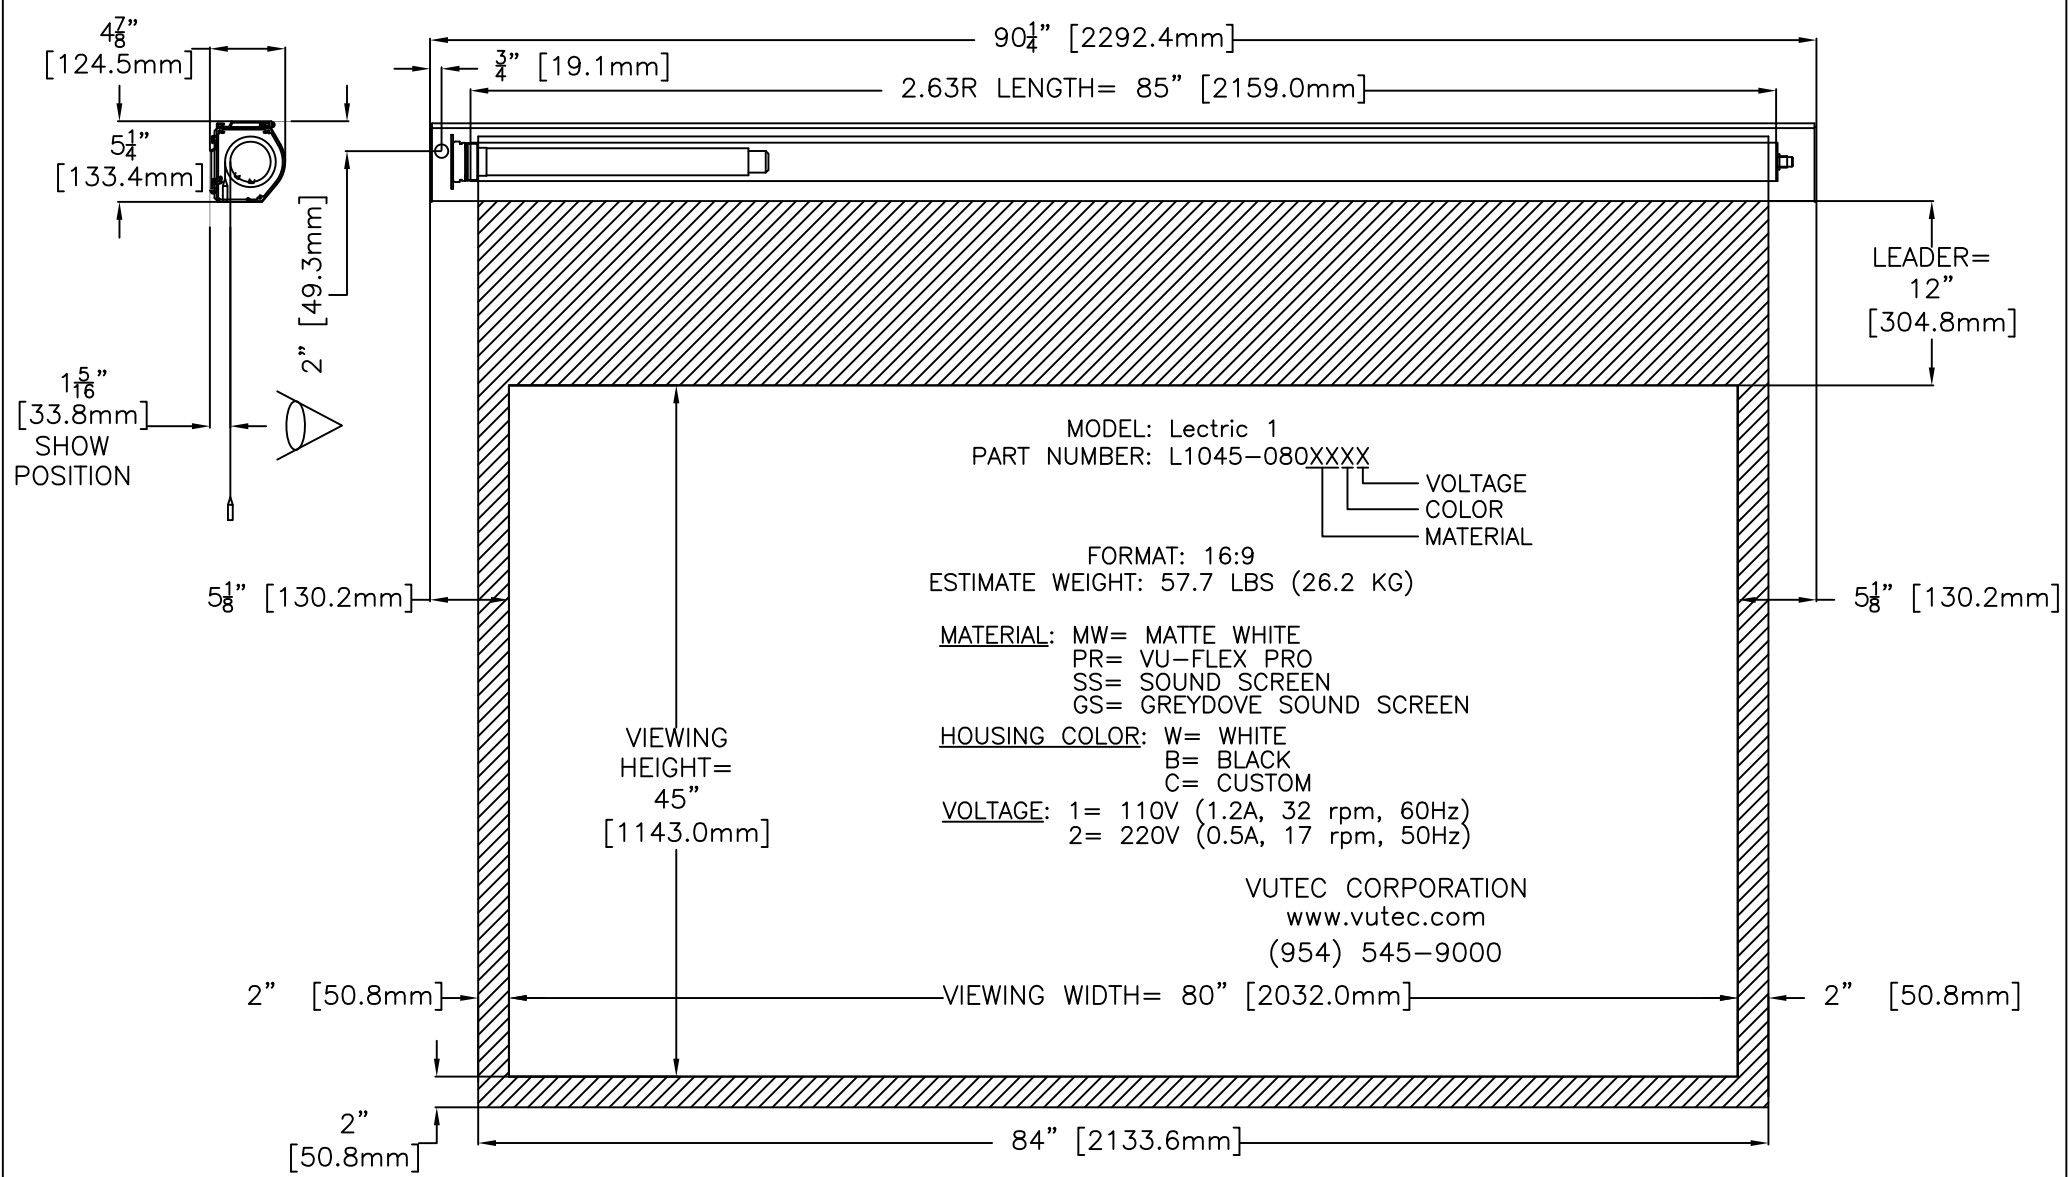 4⅞”
[124.5mm]
90¼” [2292.4mm]
¾” [19.1mm]
2.63R LENGTH= 85” [2159.0mm]
5¼”
[133.4mm]
2” [49.3mm]
LEADER=
12”
[304.8mm]
1 5/16”
[33.8mm]
SHOW
POSITION
MODEL: Lectric 1
PART NUMBER: L1045-080XXXX
VOLTAGE
COLOR
MATERIAL
FORMAT: 16:9
ESTIMATE WEIGHT: 57.7 LBS (26.2 KG)
5⅛” [130.2mm]
5⅛” [130.2mm]
MATERIAL: MW= MATTE WHITE
PR= VU-FLEX PRO
SS= SOUND SCREEN
GS= GREYDOVE SOUND SCREEN
HOUSING COLOR: W= WHITE
B= BLACK
C= CUSTOM
VOLTAGE: 1= 110V (1.2A, 32 rpm, 60Hz)
2= 220V (0.5A, 17 rpm, 50Hz)
VIEWING
HEIGHT=
45”
[1143.0mm]
VUTEC CORPORATION
www.vutec.com
(954) 545-9000
2” [50.8mm]
VIEWING WIDTH= 80” [2032.0mm]
2” [50.8mm]
2”
[50.8mm]
84” [2133.6mm]